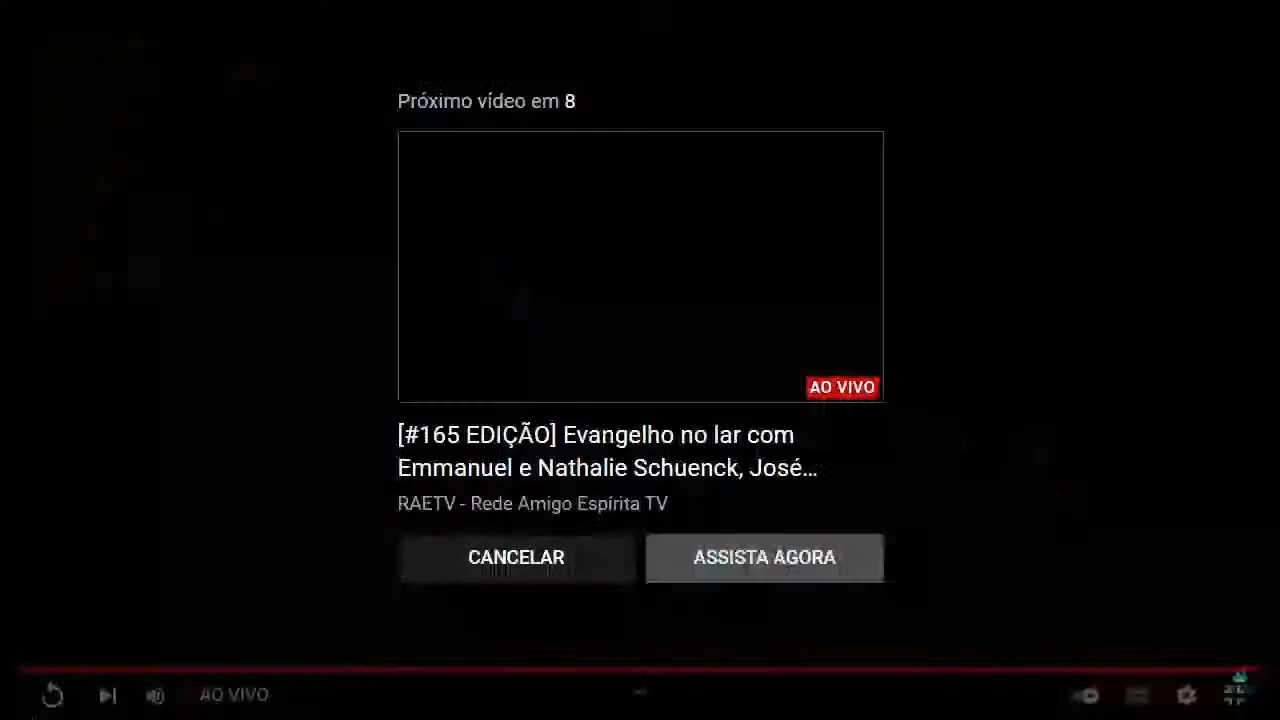 Próximo vídeo em 8
AO VIVO
[#165 EDIÇÃO] Evangelho no lar com
Emmanuel e Nathalie Schuenck, José...
RAETV - Rede Amigo Espírita TV
CANCELAR
ASSISTA AGORA
AO VIVO